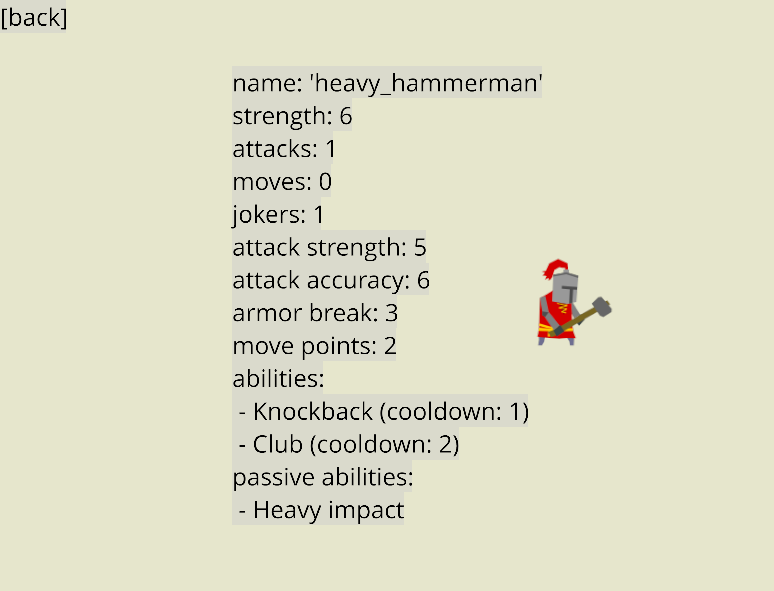 [back]
name: 'heavy_hammerman'
strength: 6
attacks: 1
moves: 0
jokers: 1
attack strength: 5
attack accuracy: 6
armor break: 3
move points: 2
abilities:
- Knockback (cooldown: 1)
- Club (cooldown: 2)
passive abilities:
- Heavy impact